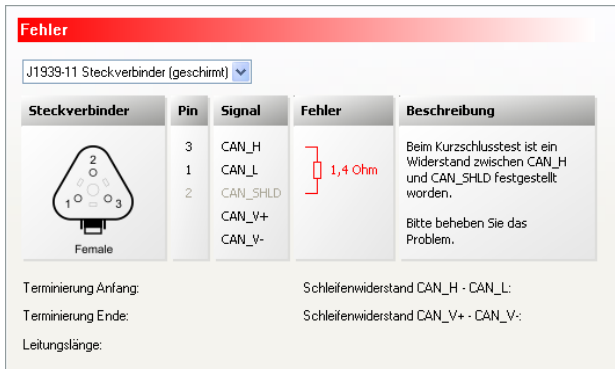 Fehler
J1939-11 Steckverbinder (geschirmt)
Steckverbinder Pin Signal Fehler Beschreibung
3 CAN_H
1 CAN_L
2 CAN_SHLD
CAN_V+
CAN_V-
1,4 Ohm
Beim Kurzschlusstest ist ein
Widerstand zwischen CAN_H
und CAN_SHLD festgestellt
worden.
Bitte beheben Sie das
Problem.
2
1 3
Female
Terminierung Anfang: Schleifenwiderstand CAN_H - CAN_L:
Terminierung Ende: Schleifenwiderstand CAN_V+ - CAN_V-:
Leitungslänge: